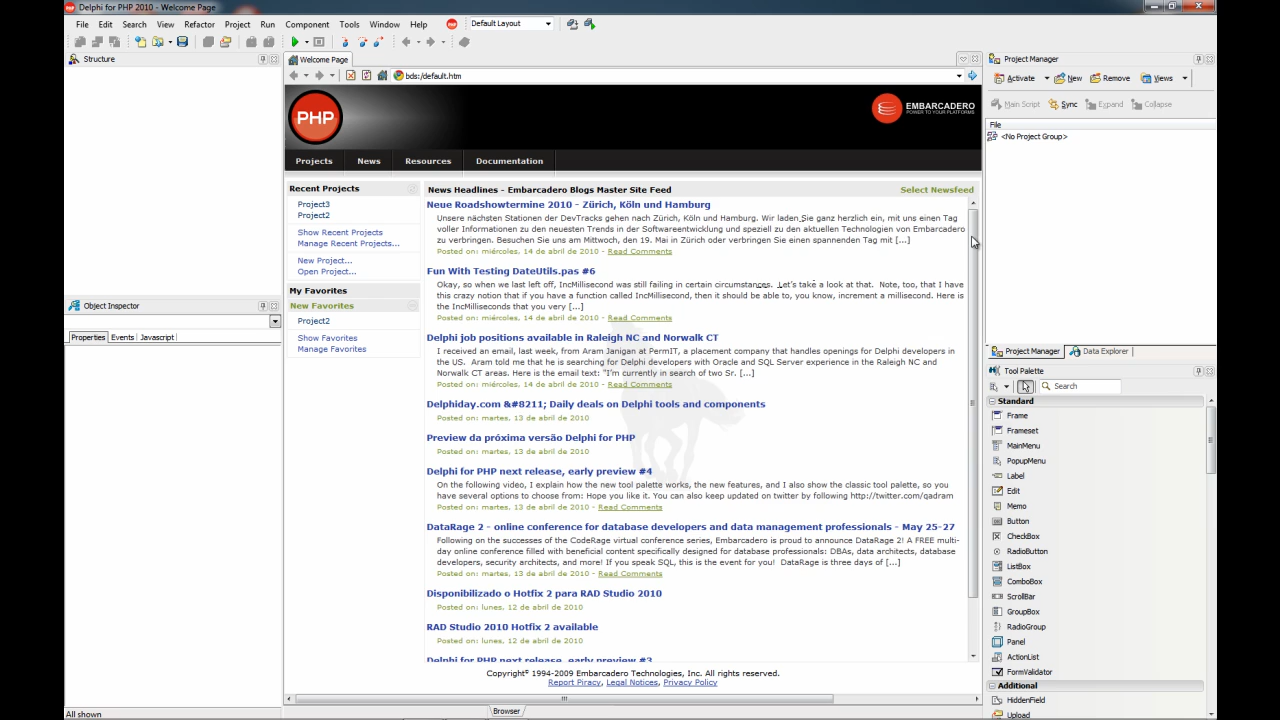 Delphi for PHP 2010 - Welcome Page
File Edit Search View Refactor Project Run Component Tools Window Help Default Layout
Structure
Welcome Page
bds:/default.htm
PHP
EMBARCADERO
POWER TO YOUR PLATFORMS
Projects News Resources Documentation
Recent Projects
Project3
Project2
Show Recent Projects
Manage Recent Projects...
New Project...
Open Project...
My Favorites
New Favorites
Project2
Show Favorites
Manage Favorites
News Headlines - Embarcadero Blogs Master Site Feed
Select Newsfeed
Neue Roadshowtermine 2010 - Zürich, Köln und Hamburg
Unsere nächsten Stationen der DevTracks gehen nach Zürich, Köln und Hamburg. Wir laden Sie ganz herzlich ein, mit uns einen Tag
voller Informationen zu den neuesten Trends in der Softwareentwicklung und speziell zu den aktuellen Technologien von Embarcadero
zu verbringen. Besuchen Sie uns am Mittwoch, den 19. Mai in Zürich oder verbringen Sie einen spannenden Tag mit [...]
Posted on: miércoles, 14 de abril de 2010 - Read Comments
Fun With Testing DateUtils.pas #6
Okay, so when we last left off, IncMillisecond was still failing in certain circumstances. Let's take a look at that. Note, too, that I have
this crazy notion that if you have a function called IncMillisecond, then it should be able to, you know, increment a millisecond. Here is
the IncMilliseconds that you very [...]
Posted on: miércoles, 14 de abril de 2010 - Read Comments
Delphi job positions available in Raleigh NC and Norwalk CT
I received an email, last week, from Aram Janigan at PermIT, a placement company that handles openings for Delphi developers in
the US. Aram told me that he is searching for Delphi developers with Oracle and SQL Server experience in the Raleigh NC and
Norwalk CT areas. Here is the email text: "I'm currently in search of two Sr. [...]
Posted on: miércoles, 14 de abril de 2010 - Read Comments
Delphiday.com &#8211; Daily deals on Delphi tools and components
Posted on: martes, 13 de abril de 2010
Preview da próxima versão Delphi for PHP
Posted on: martes, 13 de abril de 2010
Delphi for PHP next release, early preview #4
On the following video, I explain how the new tool palette works, the new features, and I also show the classic tool palette, so you
have several options to choose from: Hope you like it. You can also keep updated on twitter by following http://twitter.com/qadram
Posted on: martes, 13 de abril de 2010 - Read Comments
DataRage 2 - online conference for database developers and data management professionals - May 25-27
Following on the successes of the CodeRage virtual conference series, Embarcadero is proud to announce DataRage 2! A FREE multi-
day online conference filled with beneficial content specifically designed for database professionals: DBAs, data architects, database
developers, security architects, and more! If you speak SQL, this is the event for you! DataRage is three days of [...]
Posted on: martes, 13 de abril de 2010 - Read Comments
Disponibilizado o Hotfix 2 para RAD Studio 2010
Posted on: lunes, 12 de abril de 2010
RAD Studio 2010 Hotfix 2 available
Posted on: lunes, 12 de abril de 2010
Delphi for PHP next release, early preview #3
Copyright© 1994-2009 Embarcadero Technologies, Inc. All rights reserved.
Report Piracy, Legal Notices, Privacy Policy
Browser
Object Inspector
Properties Events Javascript
All shown
Project Manager
Activate New Remove Views
Main Script Sync Expand Collapse
File
<No Project Group>
Project Manager Data Explorer
Tool Palette
Search
Standard
Frame
Frameset
MainMenu
PopupMenu
Label
Edit
Memo
Button
CheckBox
RadioButton
ListBox
ComboBox
ScrollBar
GroupBox
RadioGroup
Panel
ActionList
FormValidator
Additional
HiddenField
Upload